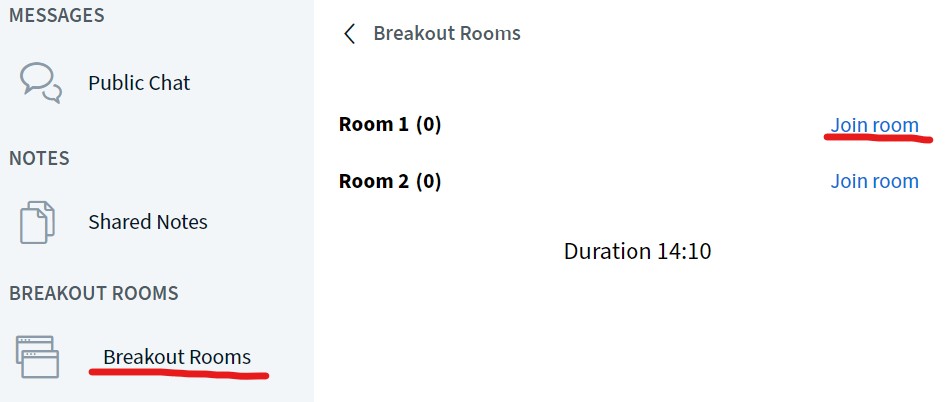 MESSAGES
Public Chat
NOTES
Shared Notes
BREAKOUT ROOMS
Breakout Rooms
Breakout Rooms
Room 1 (0) Join room
Room 2 (0) Join room
Duration 14:10